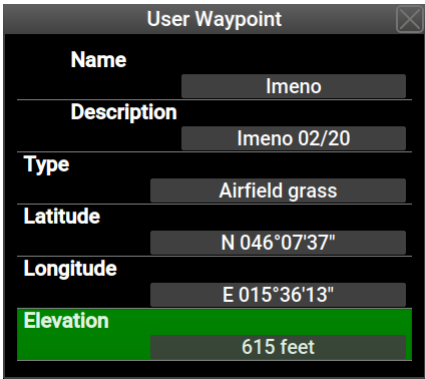 User Waypoint
Name
Imeno
Description
Imeno 02/20
Type
Airfield grass
Latitude
N 046°07'37"
Longitude
E 015°36'13"
Elevation
615 feet